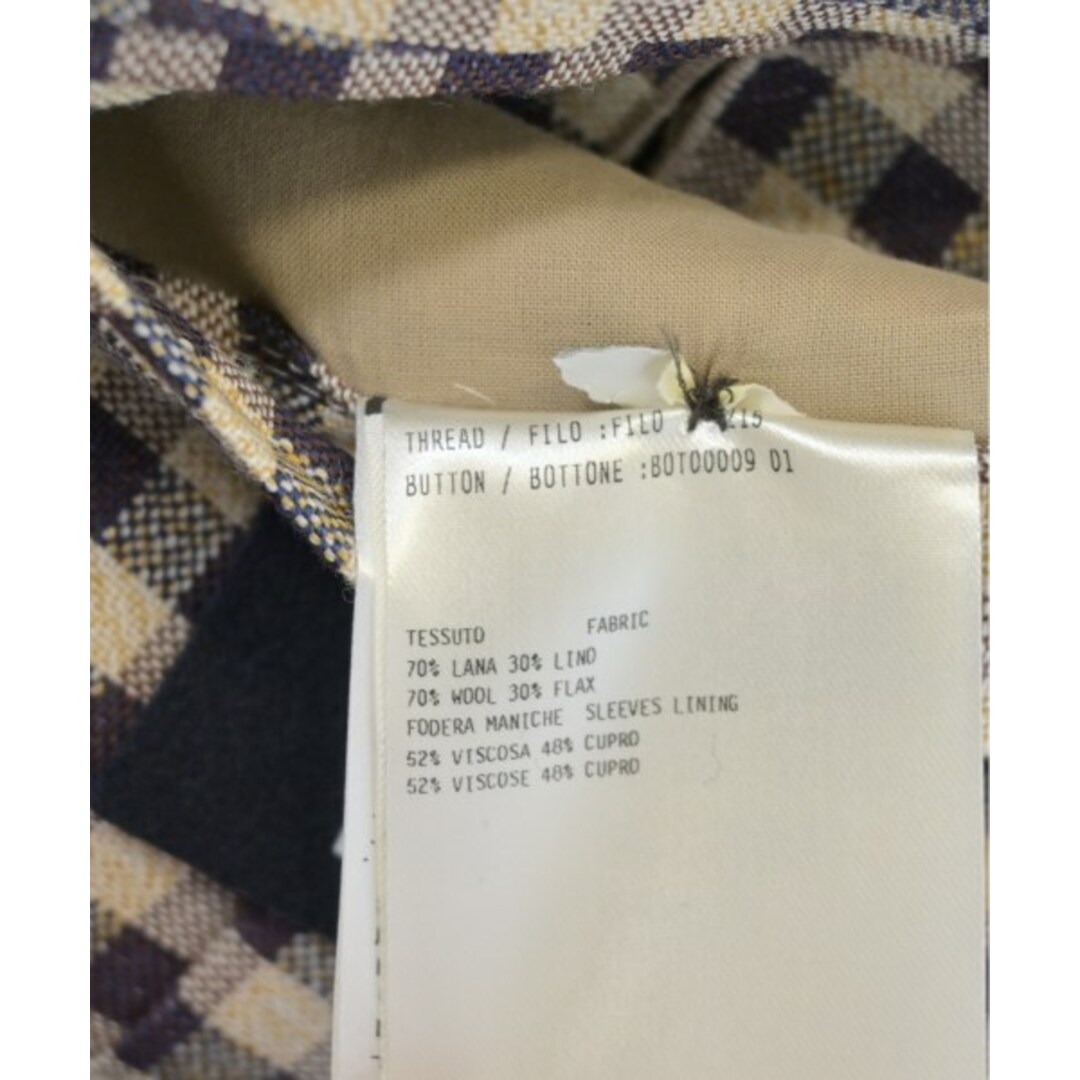 THREAD / FILO :FILO
BUTTON / BOTTONE :BOT00009 01
TESSUTO FABRIC
70% LANA 30% LINO
70% WOOL 30% FLAX
FODERA MANICHE SLEEVES LINING
52% VISCOSA 48% CUPRO
52% VISCOSE 48% CUPRO